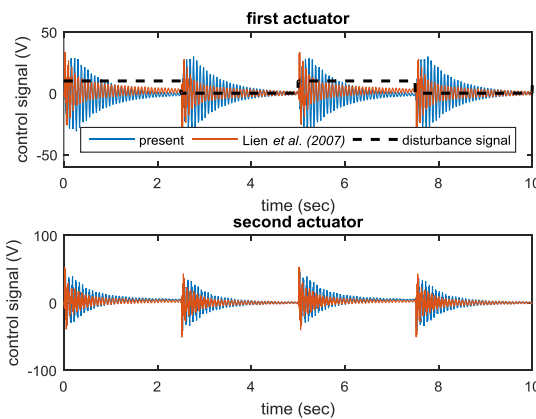 first actuator
control signal (V)
50
0
-50
present
Lien et al. (2007)
disturbance signal
0 2 4 6 8 10
time (sec)
second actuator
control signal (V)
100
0
-100
0 2 4 6 8 10
time (sec)